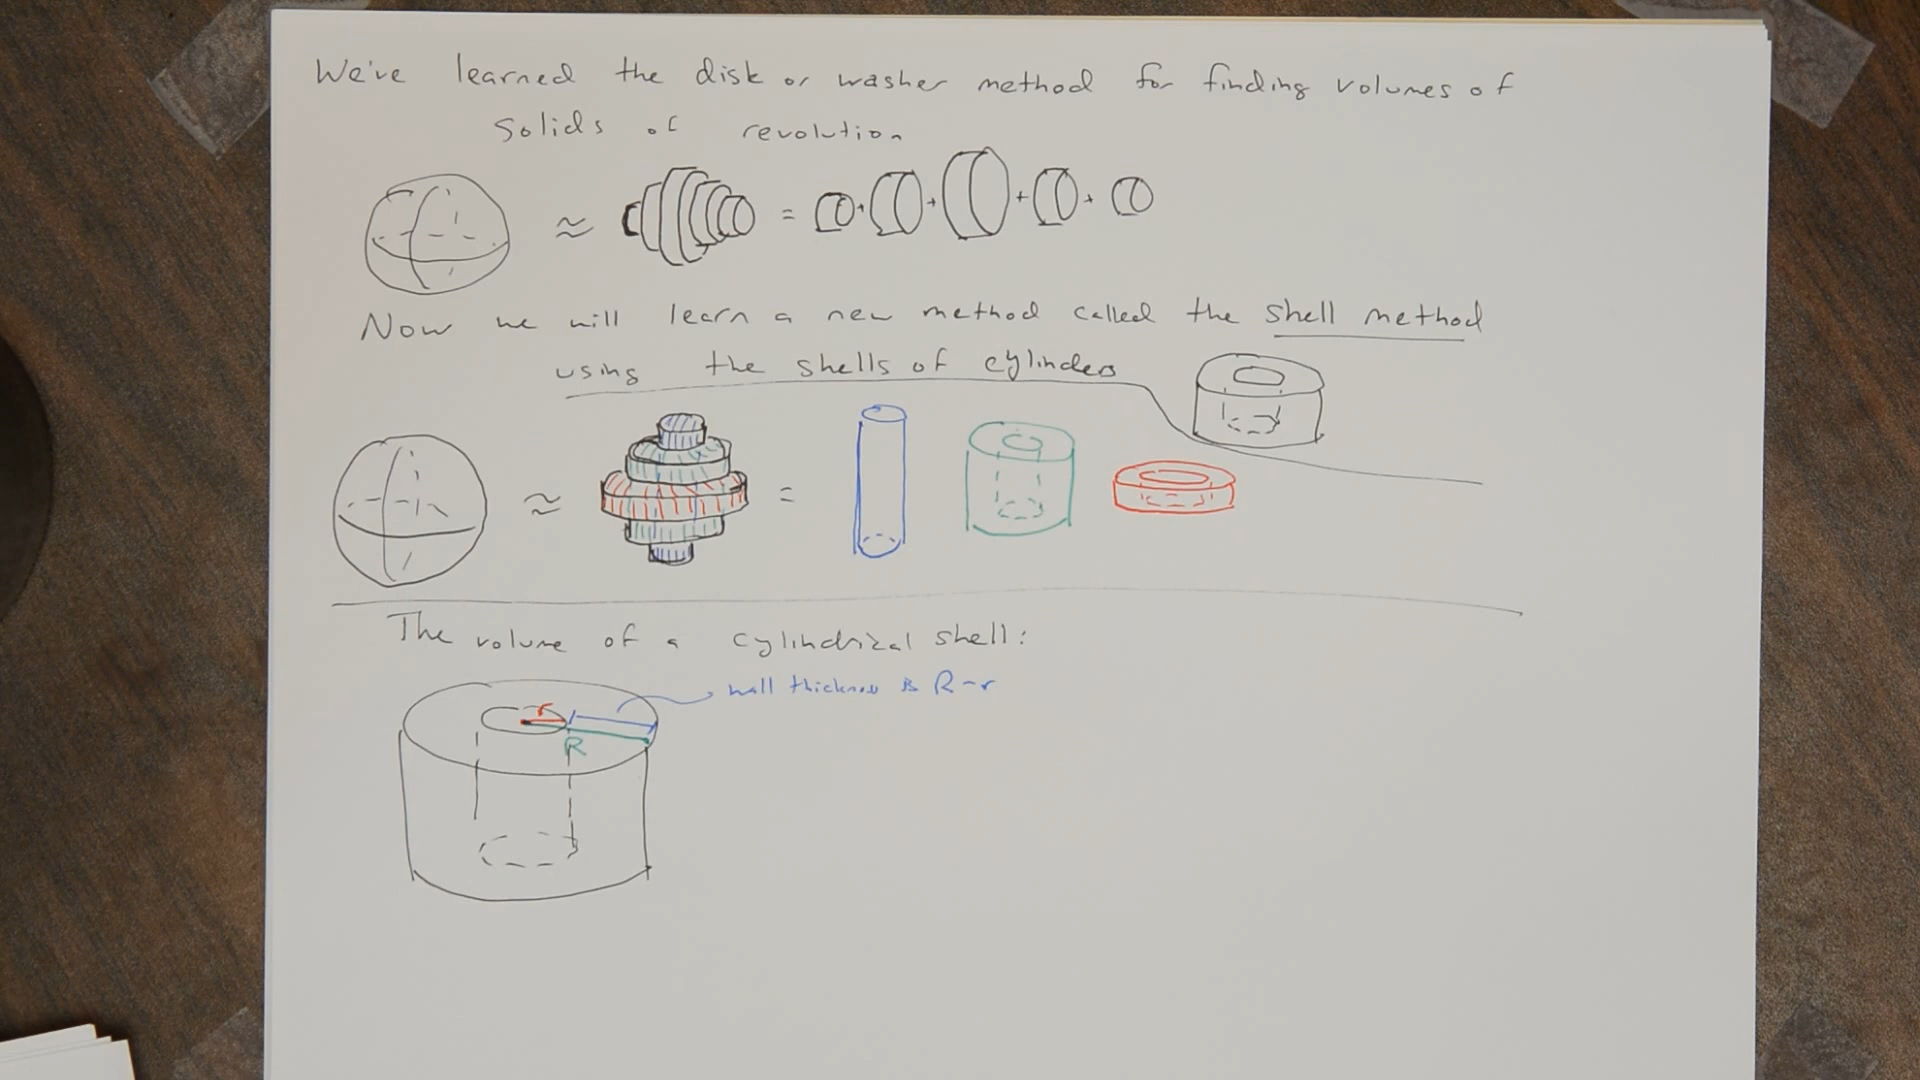 We've learned the disk or washer method for finding volumes of
solids of revolution
≈ = + + + +
Now we will learn a new method called the shell method
using the shells of cylinders
≈ =
The volume of a cylindrical shell:
wall thickness is R-r
r
R